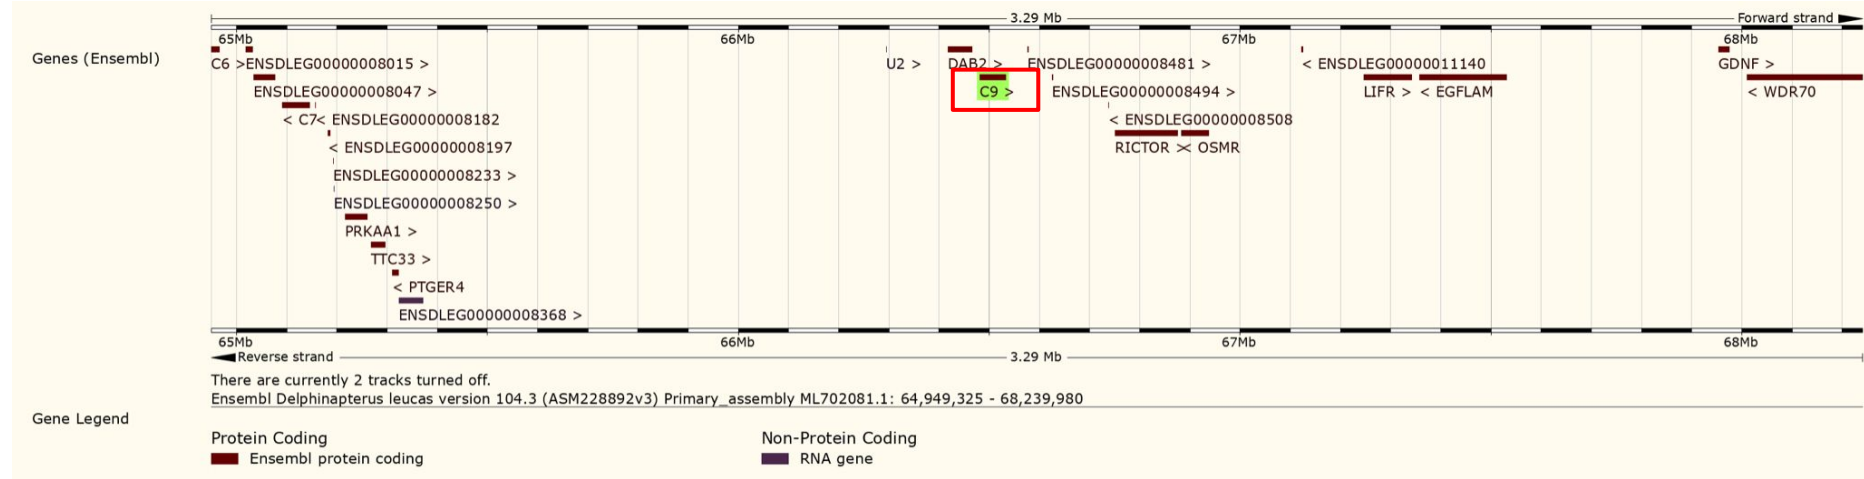 3.29 Mb Forward strand
65Mb 66Mb 67Mb 68Mb
Genes (Ensembl)
C6 > ENSDLEG00000008015 > U2 > DAB2 > ENSDLEG00000008481 > < ENSDLEG00000011140 GDNF >
ENSDLEG00000008047 > C9 > ENSDLEG00000008494 > LIFR > < EGFLAM < WDR70
< C7 < ENSDLEG00000008182 < ENSDLEG00000008508
< ENSDLEG00000008197 RICTOR > < OSMR
ENSDLEG00000008233 >
ENSDLEG00000008250 >
PRKAA1 >
TTC33 >
< PTGER4
ENSDLEG00000008368 >
65Mb 66Mb 67Mb 68Mb
Reverse strand 3.29 Mb
There are currently 2 tracks turned off.
Ensembl Delphinapterus leucas version 104.3 (ASM228892v3) Primary_assembly ML702081.1: 64,949,325 - 68,239,980
Gene Legend
Protein Coding Non-Protein Coding
Ensembl protein coding RNA gene